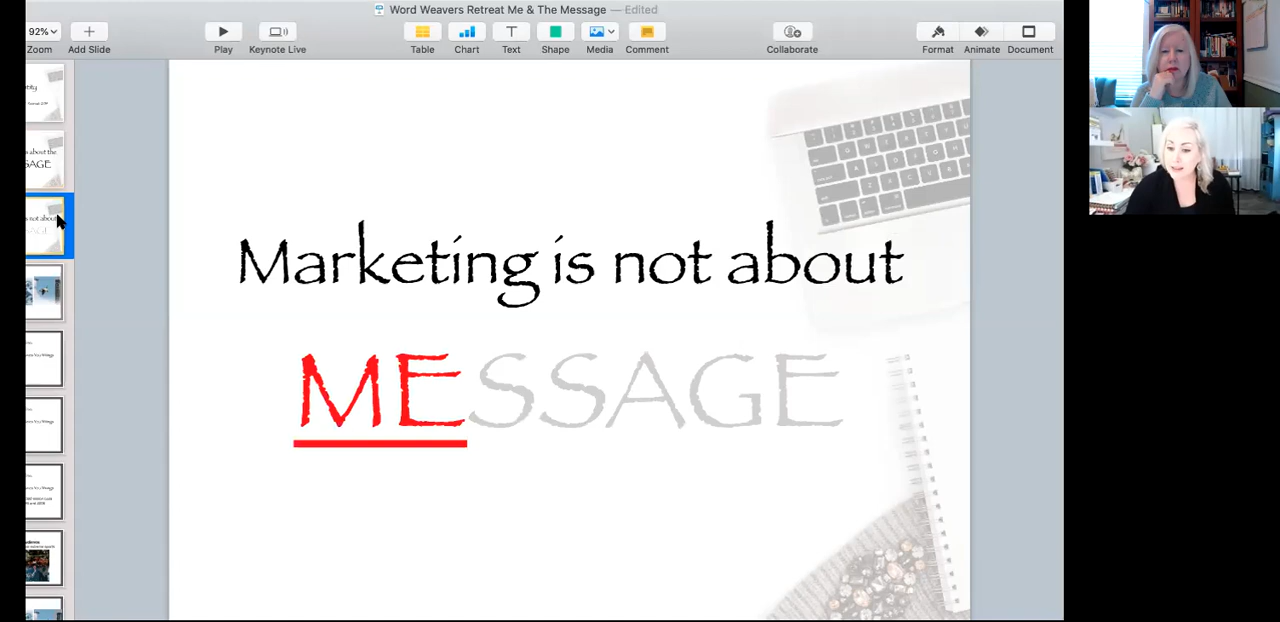 Word Weavers Retreat Me & The Message — Edited
92%
Zoom
Add Slide
Play
Keynote Live
Table
Chart
Text
Shape
Media
Comment
Collaborate
Format
Animate
Document
Marketing is not about
MESSAGE